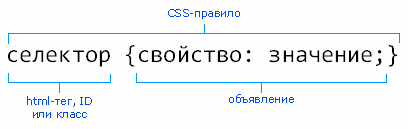 CSS-правило
селектор {свойство: значение;}
html-тег, ID
или класс
объявление